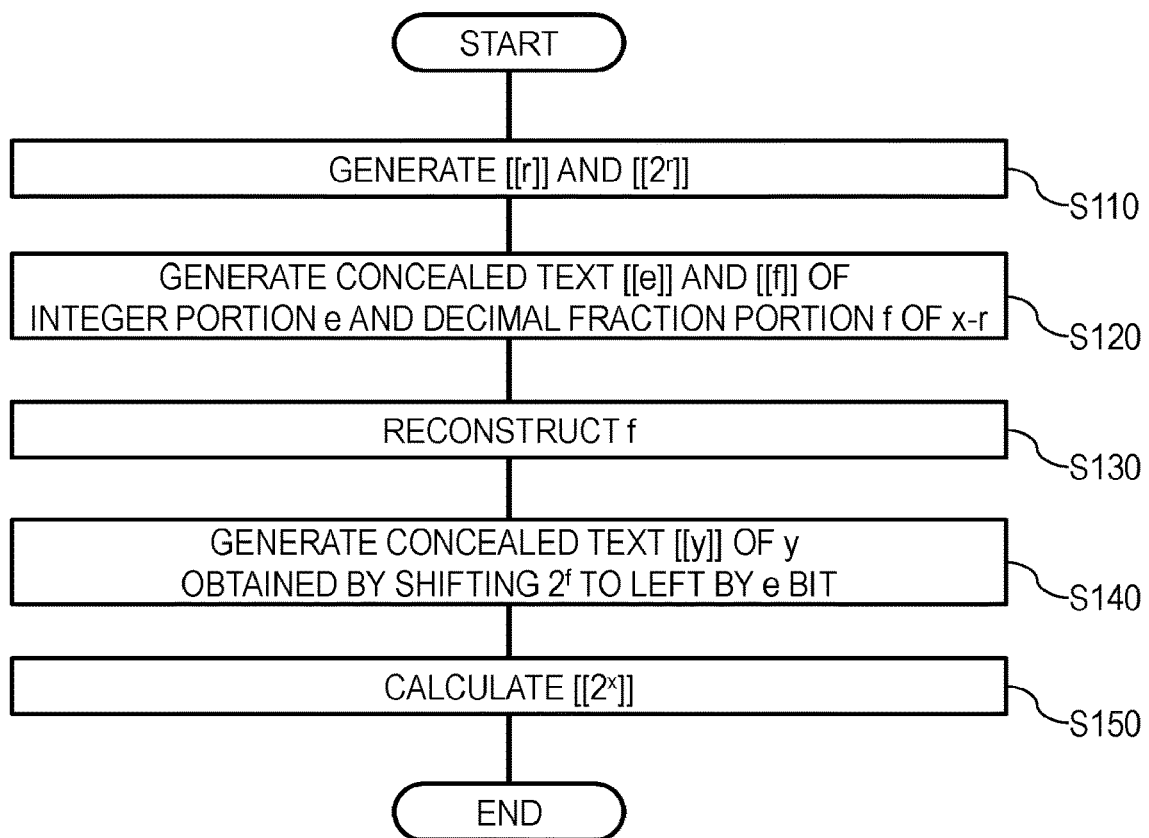 START
GENERATE [[r]] AND [[2ʳ]]
S110
GENERATE CONCEALED TEXT [[e]] AND [[f]] OF
INTEGER PORTION e AND DECIMAL FRACTION PORTION f OF x-r
S120
RECONSTRUCT f
S130
GENERATE CONCEALED TEXT [[y]] OF y
OBTAINED BY SHIFTING 2ᶠ TO LEFT BY e BIT
S140
CALCULATE [[2ˣ]]
S150
END